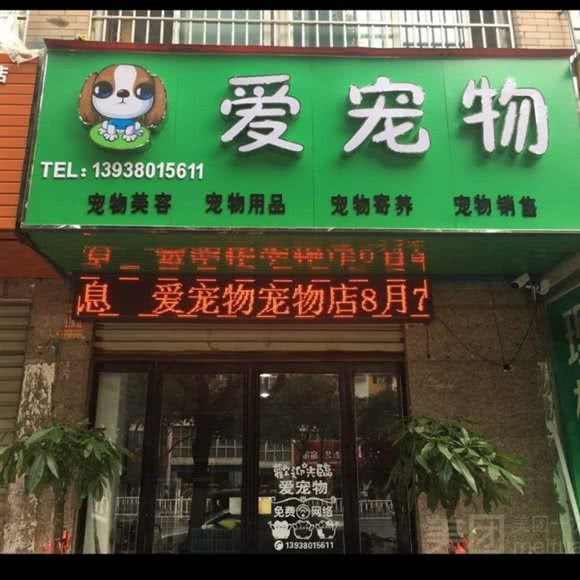 爱宠物
TEL：13938015611
宠物美容 宠物用品 宠物寄养 宠物销售
息 爱宠物宠物店8月7
歡迎光臨
爱宠物
免费 网络
13938015611
美团